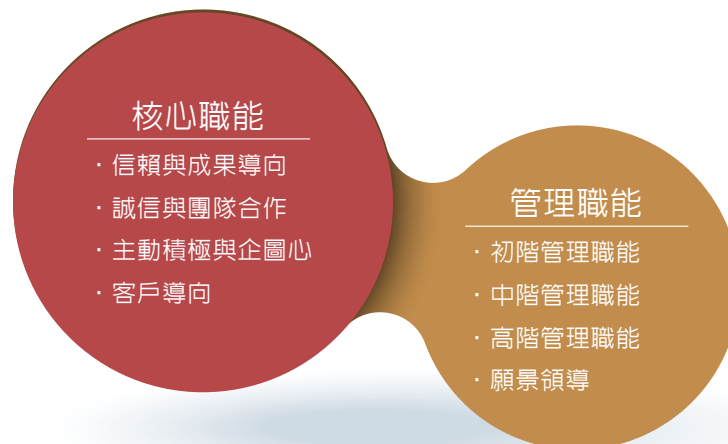 核心職能
· 信賴與成果導向
· 誠信與團隊合作
· 主動積極與企圖心
· 客戶導向
管理職能
· 初階管理職能
· 中階管理職能
· 高階管理職能
· 願景領導